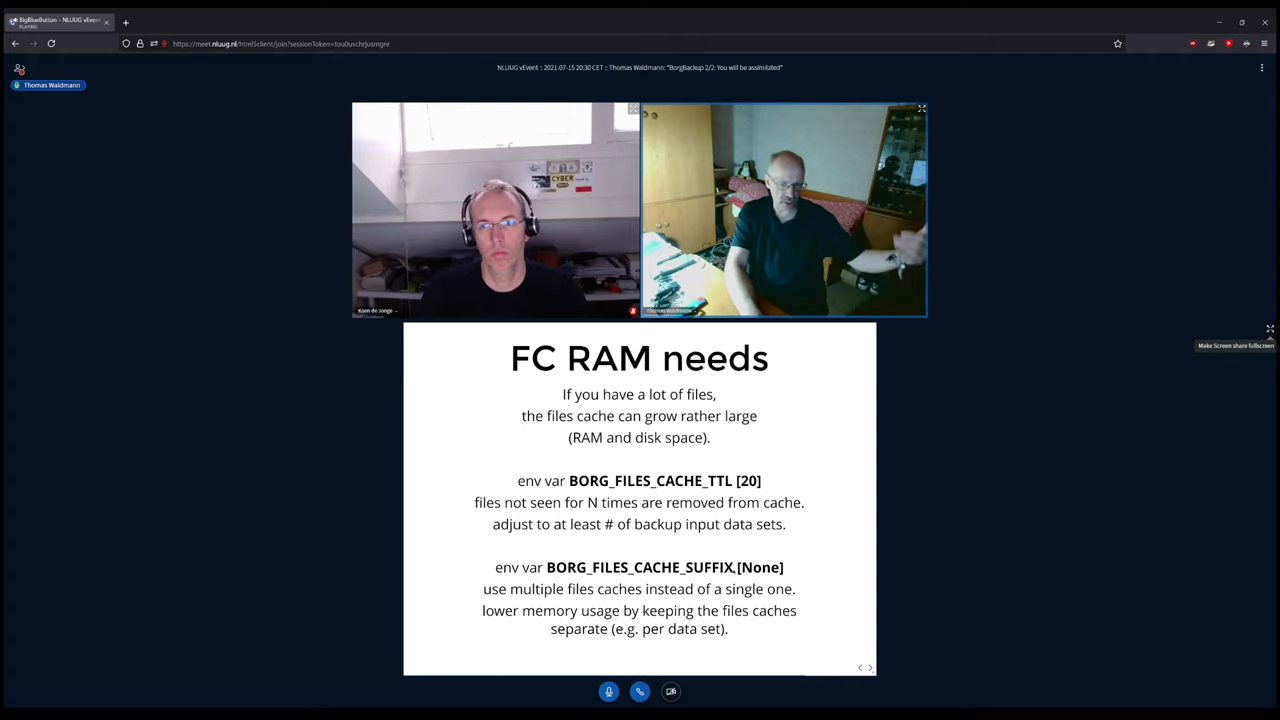 BigBlueButton - NLUUG vEvent
PLAYING
https://meet.nluug.nl/html5client/join?sessionToken=tou0uvchrjusmgre
NLUUG vEvent :: 2021-07-15 20:30 CET :: Thomas Waldmann: "BorgBackup 2/2: You will be assimilated"
Thomas Waldmann
CYBER
Koen de Jonge
Thomas Waldmann
Make Screen share fullscreen
FC RAM needs
If you have a lot of files,
the files cache can grow rather large
(RAM and disk space).
env var BORG_FILES_CACHE_TTL [20]
files not seen for N times are removed from cache.
adjust to at least # of backup input data sets.
env var BORG_FILES_CACHE_SUFFIX [None]
use multiple files caches instead of a single one.
lower memory usage by keeping the files caches
separate (e.g. per data set).